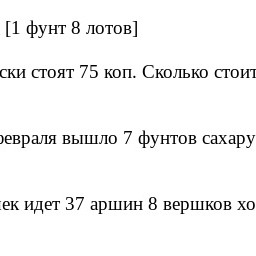 [1 фунт 8 лотов]
ски стоят 75 коп. Сколько стоит
февраля вышло 7 фунтов сахару
ек идет 37 аршин 8 вершков хо